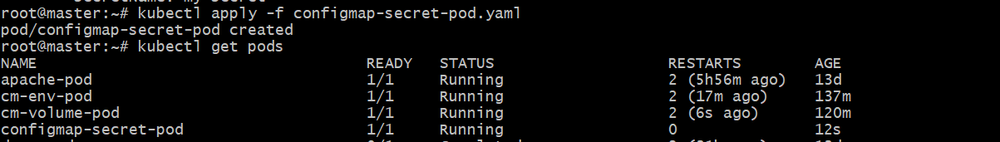 root@master:~# kubectl apply -f configmap-secret-pod.yaml
pod/configmap-secret-pod created
root@master:~# kubectl get pods
NAME READY STATUS RESTARTS AGE
apache-pod 1/1 Running 2 (5h56m ago) 13d
cm-env-pod 1/1 Running 2 (17m ago) 137m
cm-volume-pod 1/1 Running 2 (6s ago) 120m
configmap-secret-pod 1/1 Running 0 12s